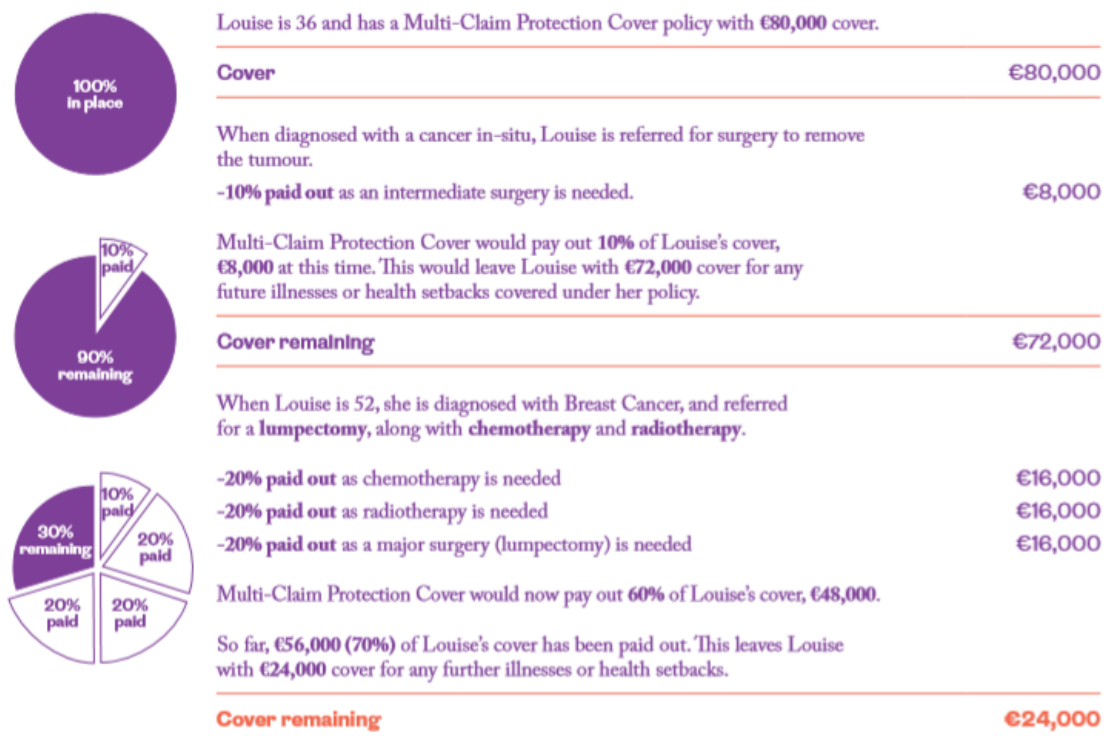 Louise is 36 and has a Multi-Claim Protection Cover policy with €80,000 cover.
100%
in place
Cover €80,000
When diagnosed with a cancer in-situ, Louise is referred for surgery to remove
the tumour.
-10% paid out as an intermediate surgery is needed. €8,000
10%
paid
90%
remaining
Multi-Claim Protection Cover would pay out 10% of Louise's cover,
€8,000 at this time. This would leave Louise with €72,000 cover for any
future illnesses or health setbacks covered under her policy.
Cover remaining €72,000
When Louise is 52, she is diagnosed with Breast Cancer, and referred
for a lumpectomy, along with chemotherapy and radiotherapy.
10%
paid
30%
remaining
20%
paid
20%
paid
20%
paid
-20% paid out as chemotherapy is needed €16,000
-20% paid out as radiotherapy is needed €16,000
-20% paid out as a major surgery (lumpectomy) is needed €16,000
Multi-Claim Protection Cover would now pay out 60% of Louise's cover, €48,000.
So far, €56,000 (70%) of Louise's cover has been paid out. This leaves Louise
with €24,000 cover for any further illnesses or health setbacks.
Cover remaining €24,000